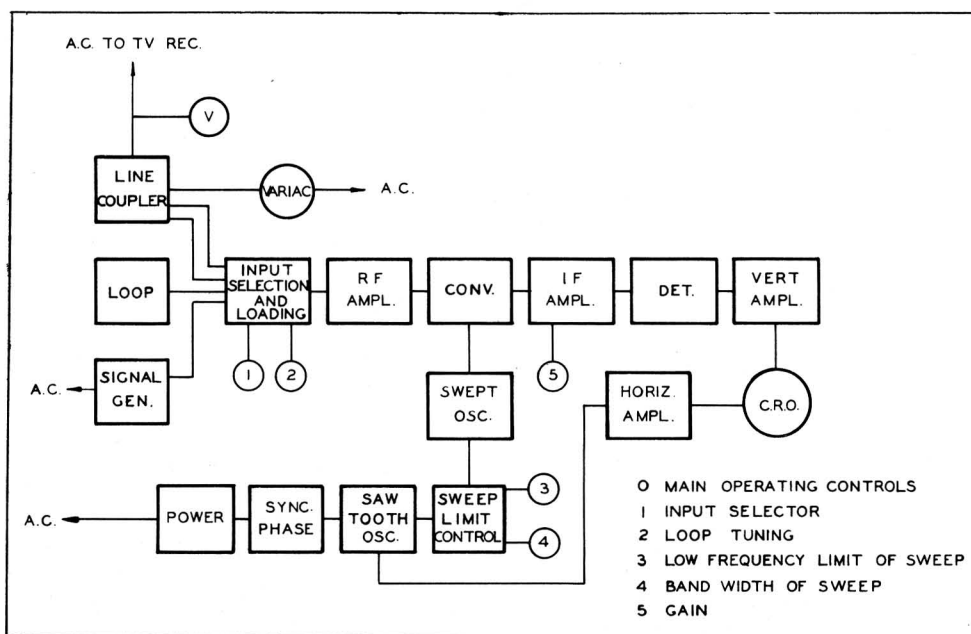 A.C. TO TV REC.
V
LINE
COUPLER
VARIAC
A.C.
LOOP
INPUT
SELECTION
AND
LOADING
RF
AMPL.
CONV.
IF
AMPL.
DET.
VERT
AMPL.
A.C.
SIGNAL
GEN.
1
2
SWEPT
OSC.
5
HORIZ.
AMPL.
C.R.O.
A.C.
POWER
SYNC.
PHASE
SAW
TOOTH
OSC.
SWEEP
LIMIT
CONTROL
3
4
O MAIN OPERATING CONTROLS
1 INPUT SELECTOR
2 LOOP TUNING
3 LOW FREQUENCY LIMIT OF SWEEP
4 BAND WIDTH OF SWEEP
5 GAIN